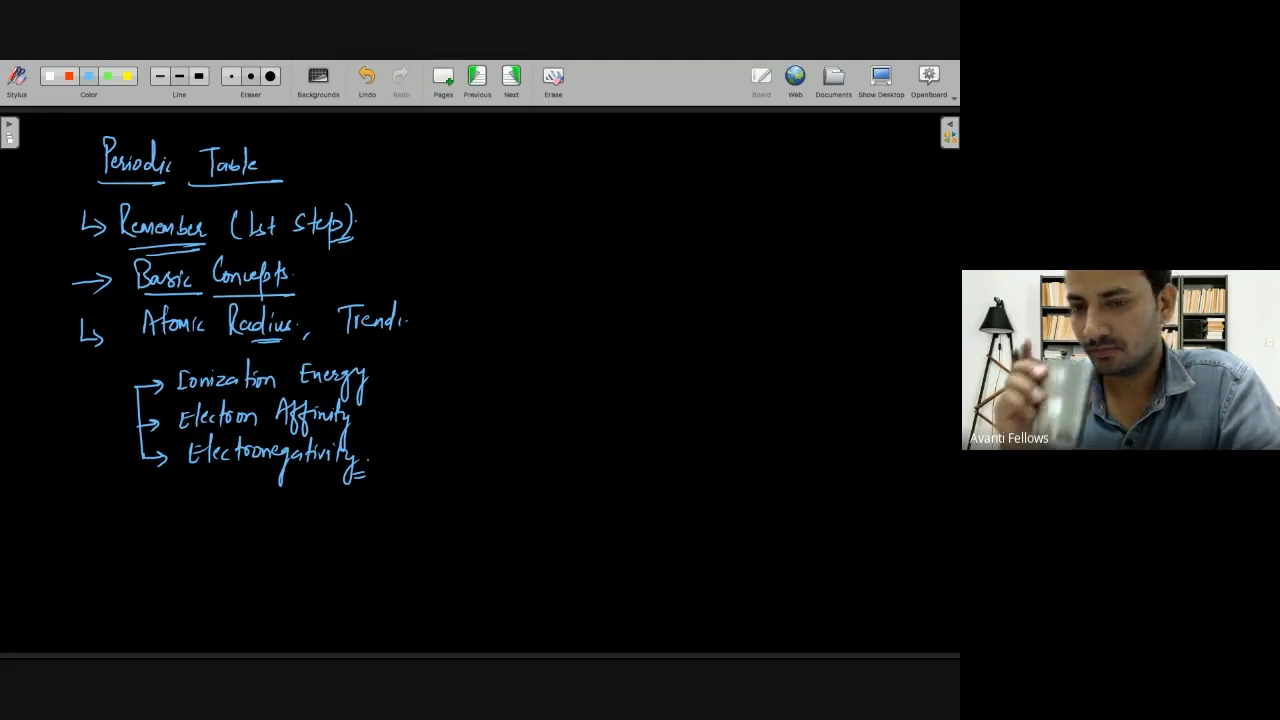 Stylus Color Line Eraser Backgrounds Undo Redo Pages Previous Next Erase Board Web Documents Show Desktop OpenBoard
Periodic Table
↳ Remember (1st Step).
→ Basic Concepts.
↳ Atomic Radius, Trend.
→ Ionization Energy
→ Electron Affinity
→ Electronegativity.
Avanti Fellows